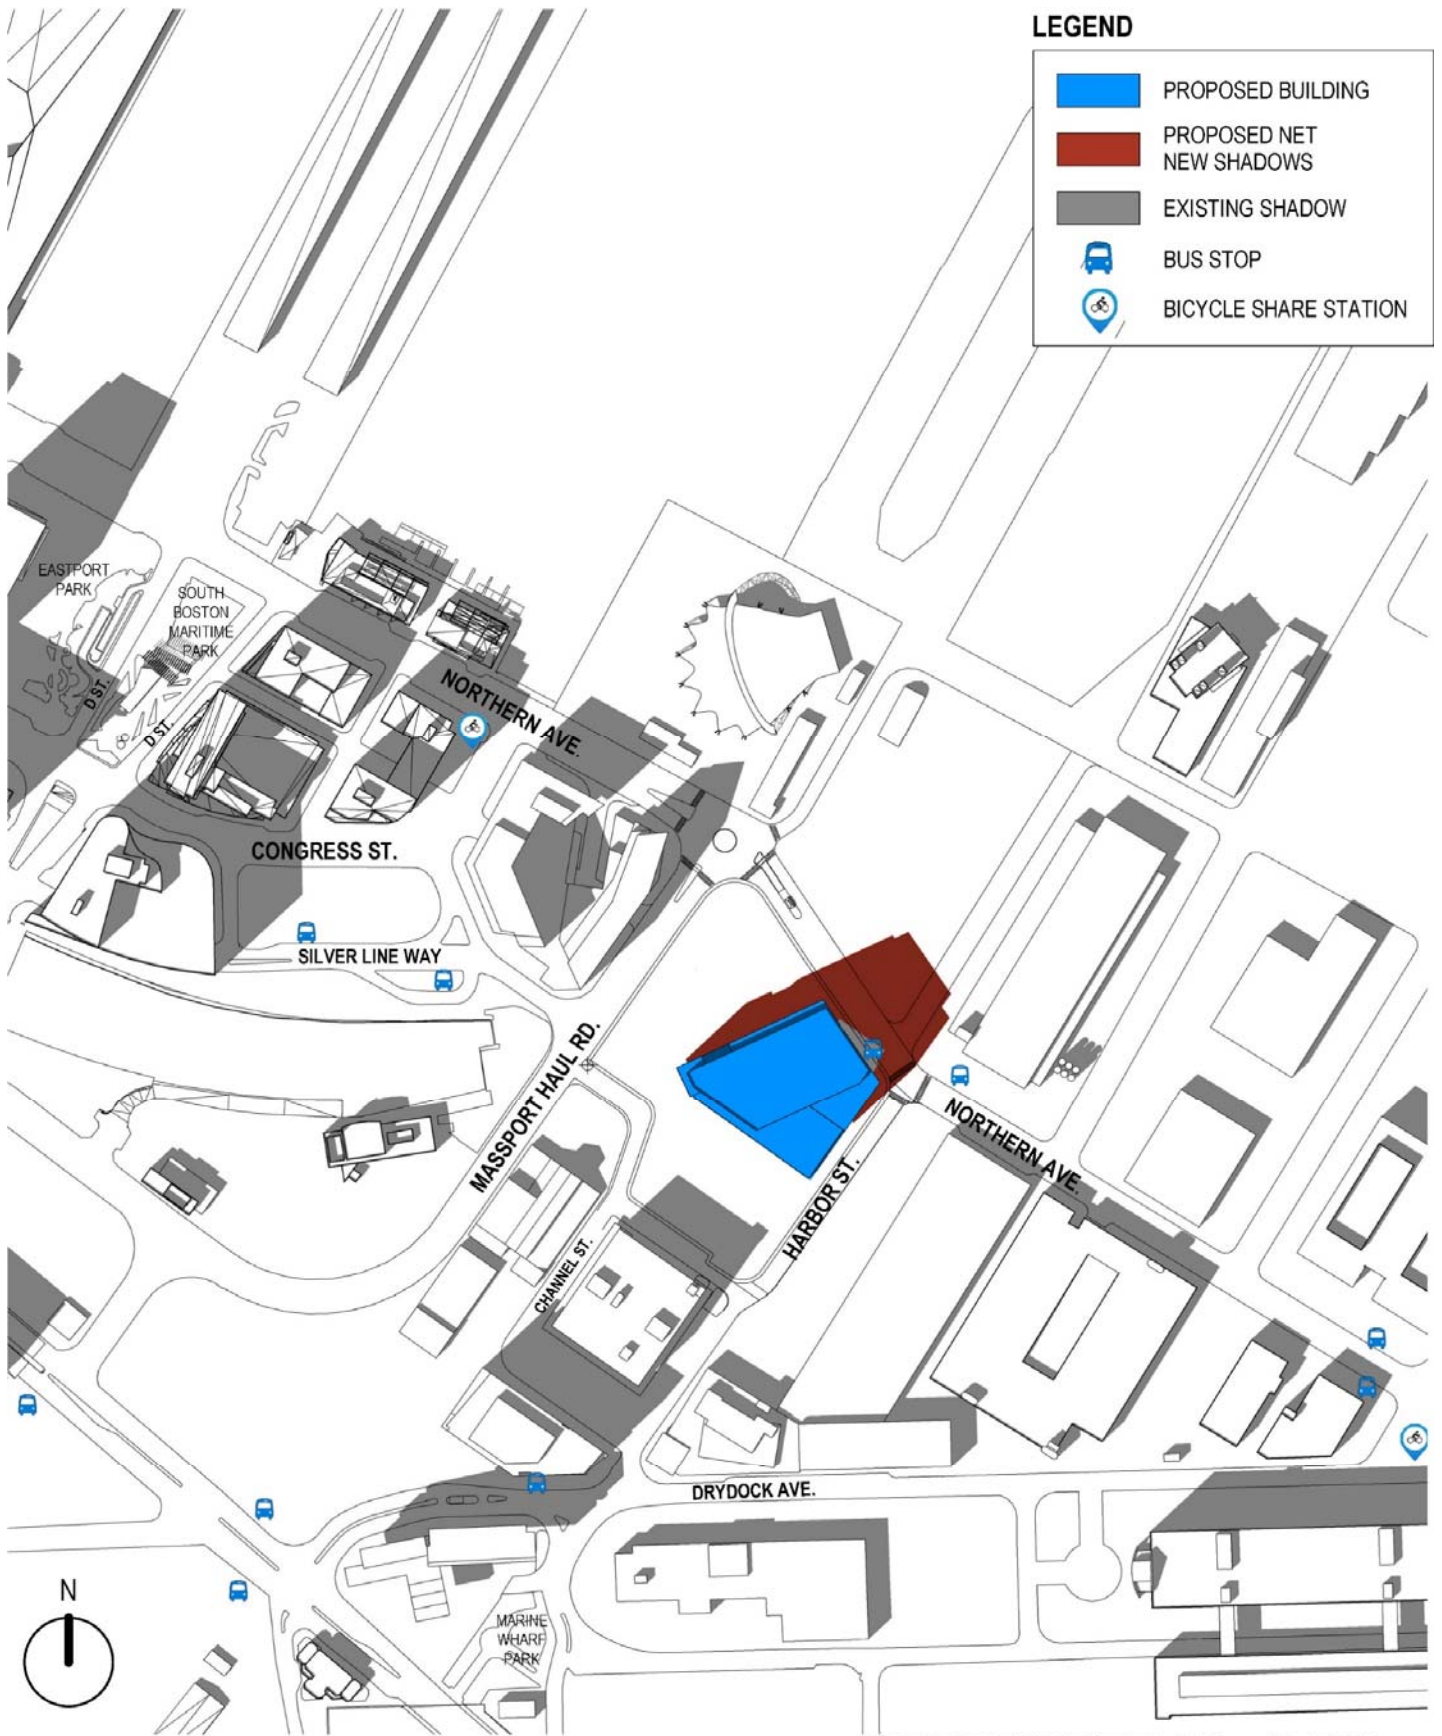 LEGEND
PROPOSED BUILDING
PROPOSED NET
NEW SHADOWS
EXISTING SHADOW
BUS STOP
BICYCLE SHARE STATION
EASTPORT
PARK
SOUTH
BOSTON
MARITIME
PARK
D ST.
D ST.
NORTHERN AVE.
CONGRESS ST.
SILVER LINE WAY
MASSPORT HAUL RD.
NORTHERN AVE.
HARBOR ST.
CHANNEL ST.
DRYDOCK AVE.
N
MARINE
WHARF
PARK